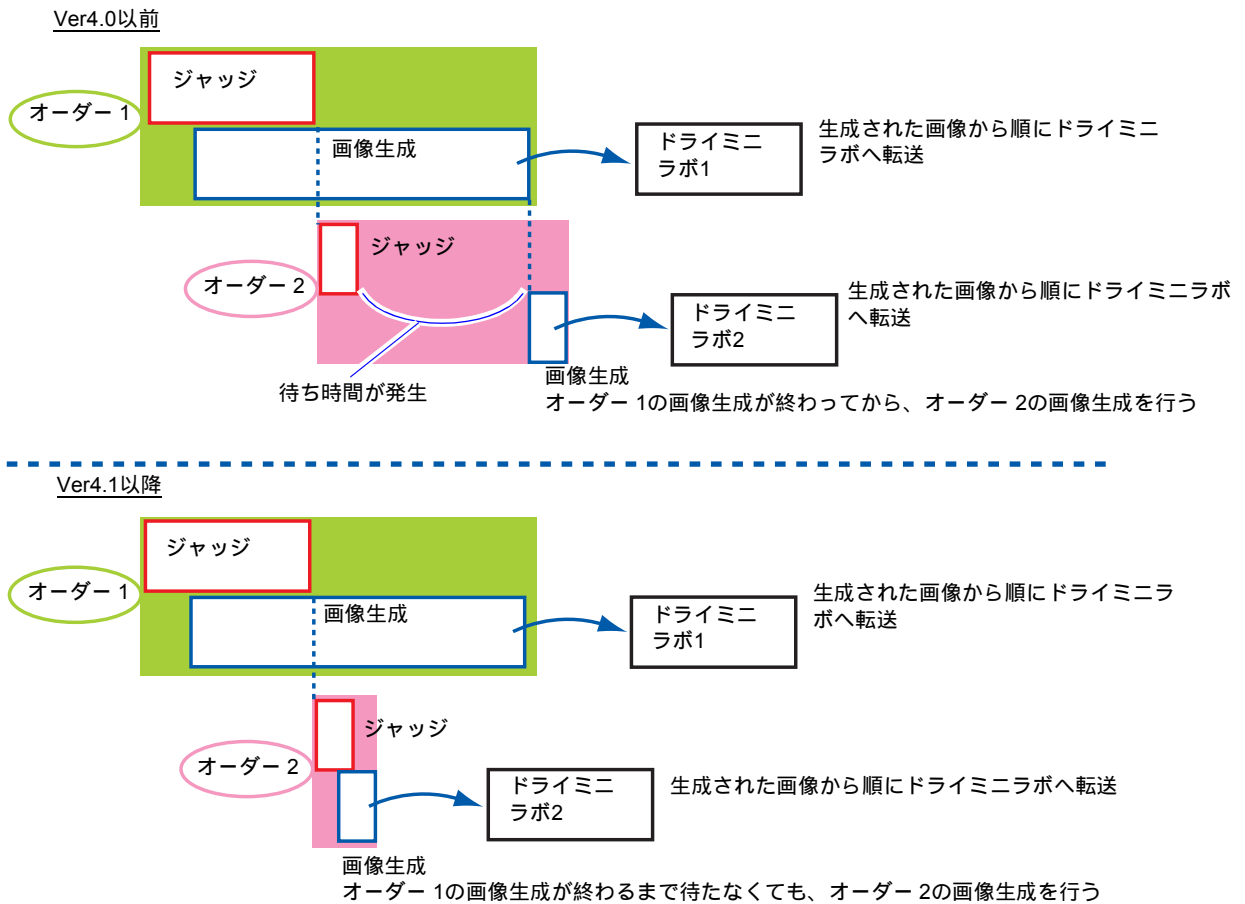 Ver4.0以前
ジャッジ
オーダー 1
画像生成
ドライミニ
ラボ1
生成された画像から順にドライミニ
ラボへ転送
ジャッジ
オーダー 2
ドライミニ
ラボ2
生成された画像から順にドライミニラボ
へ転送
待ち時間が発生
画像生成
オーダー 1の画像生成が終わってから、オーダー 2の画像生成を行う
Ver4.1以降
ジャッジ
オーダー 1
画像生成
ドライミニ
ラボ1
生成された画像から順にドライミニラ
ボへ転送
ジャッジ
オーダー 2
ドライミニ
ラボ2
生成された画像から順にドライミニラボへ転送
画像生成
オーダー 1の画像生成が終わるまで待たなくても、オーダー 2の画像生成を行う